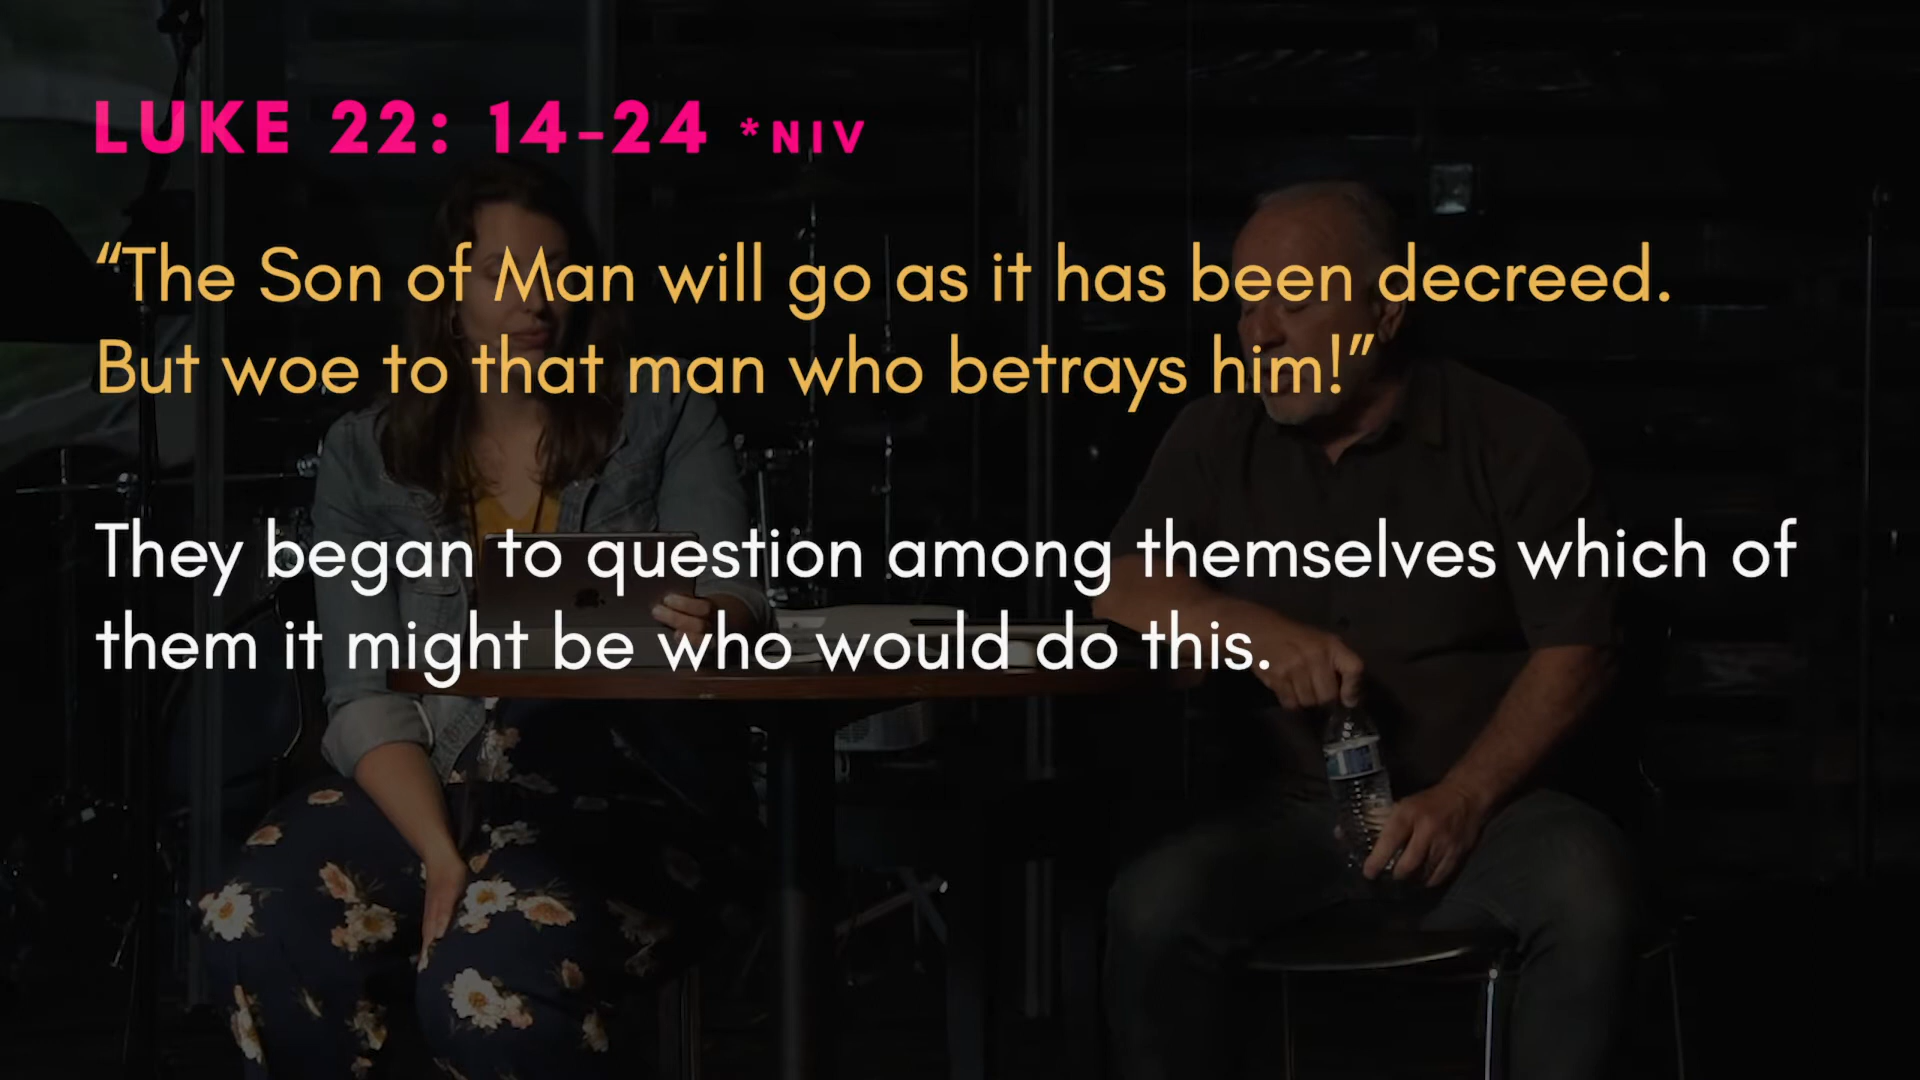 LUKE 22: 14-24 *NIV
“The Son of Man will go as it has been decreed.
But woe to that man who betrays him!”
They began to question among themselves which of
them it might be who would do this.